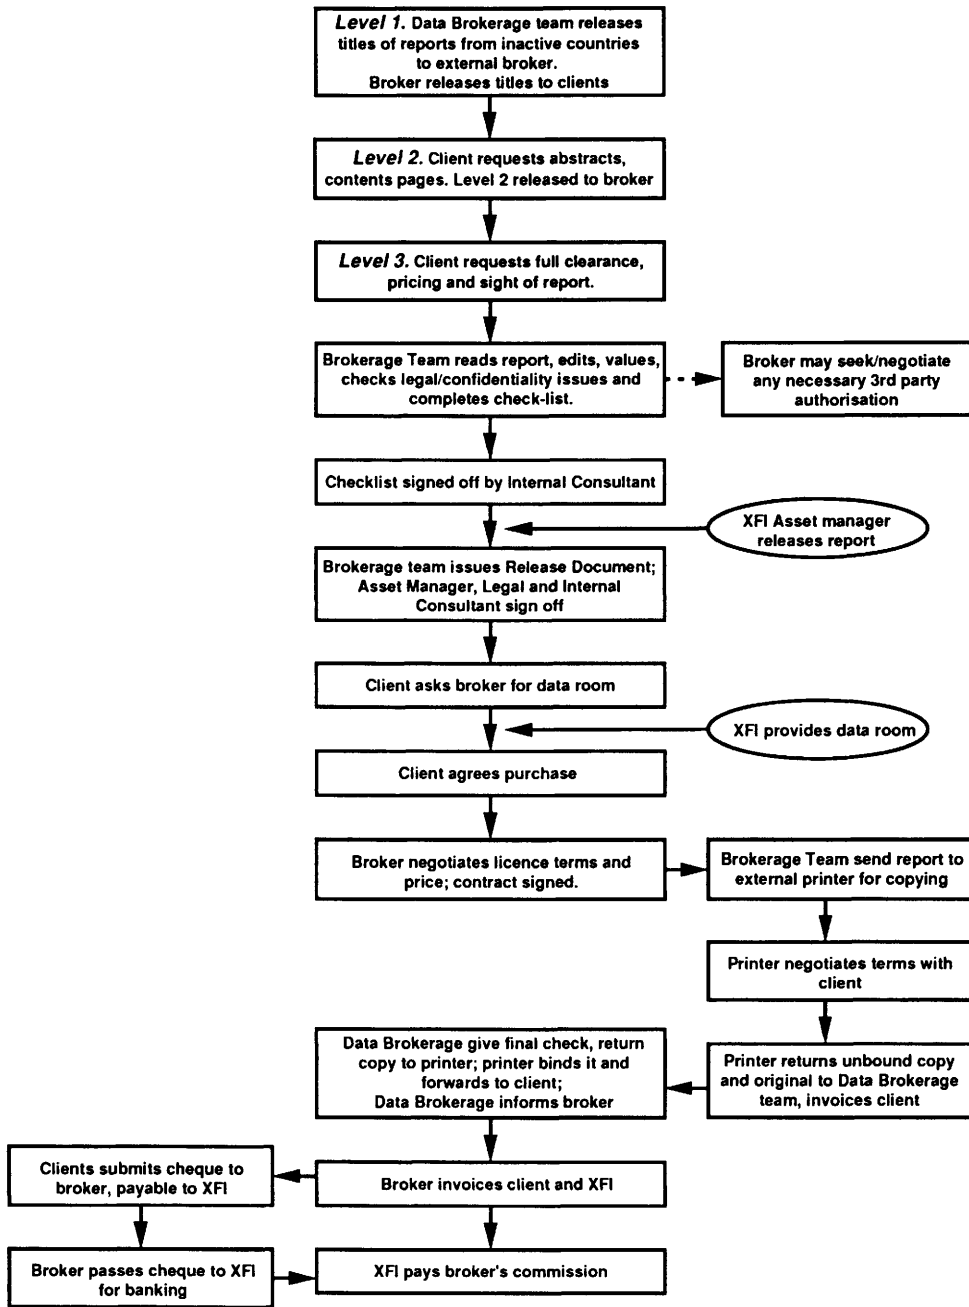 Level 1. Data Brokerage team releases
titles of reports from inactive countries
to external broker.
Broker releases titles to clients
Level 2. Client requests abstracts,
contents pages. Level 2 released to broker
Level 3. Client requests full clearance,
pricing and sight of report.
Brokerage Team reads report, edits, values,
checks legal/confidentiality issues and
completes check-list.
Broker may seek/negotiate
any necessary 3rd party
authorisation
Checklist signed off by Internal Consultant
XFI Asset manager
releases report
Brokerage team issues Release Document;
Asset Manager, Legal and Internal
Consultant sign off
Client asks broker for data room
XFI provides data room
Client agrees purchase
Broker negotiates licence terms and
price; contract signed.
Brokerage Team send report to
external printer for copying
Printer negotiates terms with
client
Printer returns unbound copy
and original to Data Brokerage
team, invoices client
Data Brokerage give final check, return
copy to printer; printer binds it and
forwards to client;
Data Brokerage informs broker
Broker invoices client and XFI
Clients submits cheque to
broker, payable to XFI
Broker passes cheque to XFI
for banking
XFI pays broker's commission